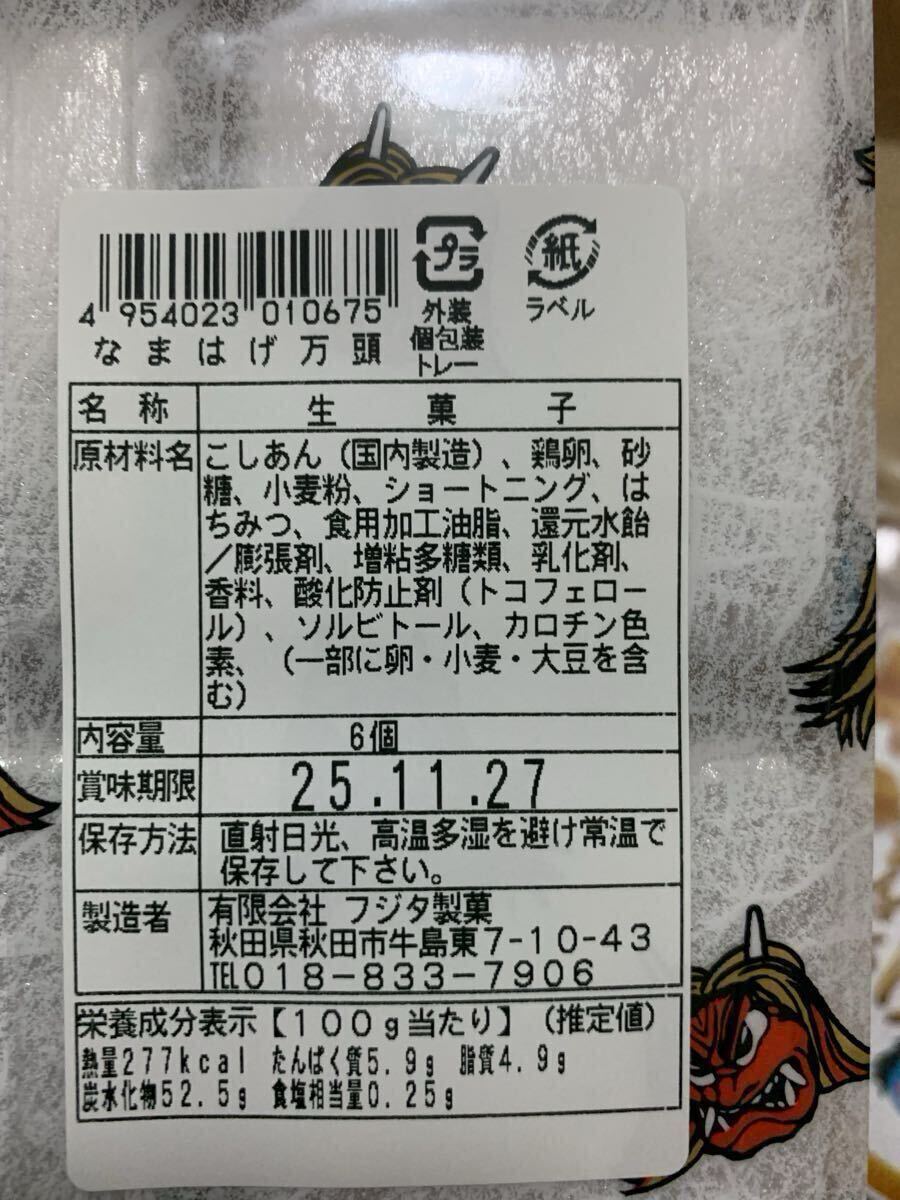 4 954023 010675
プラ
外装
個包装
トレー
紙
ラベル
なまはげ万頭
名称 生菓子
原材料名 こしあん（国内製造）、鶏卵、砂
糖、小麦粉、ショートニング、は
ちみつ、食用加工油脂、還元水飴
／膨張剤、増粘多糖類、乳化剤、
香料、酸化防止剤（トコフェロー
ル）、ソルビトール、カロチン色
素、（一部に卵・小麦・大豆を含
む）
内容量 6個
賞味期限 25.11.27
保存方法 直射日光、高温多湿を避け常温で
保存して下さい。
製造者 有限会社 フジタ製菓
秋田県秋田市牛島東7-10-43
TEL018-833-7906
栄養成分表示【100g当たり】（推定値）
熱量277kcal たんぱく質5.9g 脂質4.9g
炭水化物52.5g 食塩相当量0.25g